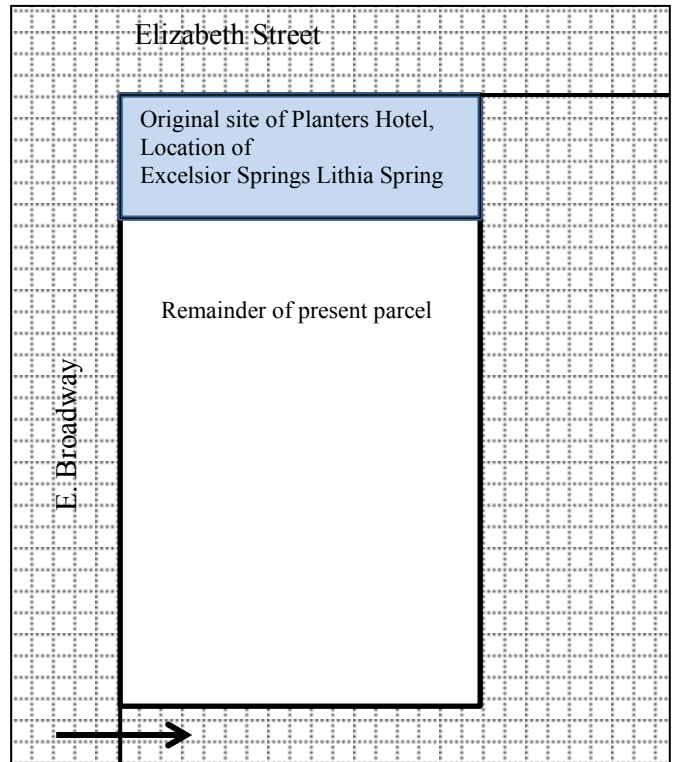 Elizabeth Street
Original site of Planters Hotel,
Location of
Excelsior Springs Lithia Spring
Remainder of present parcel
E. Broadway